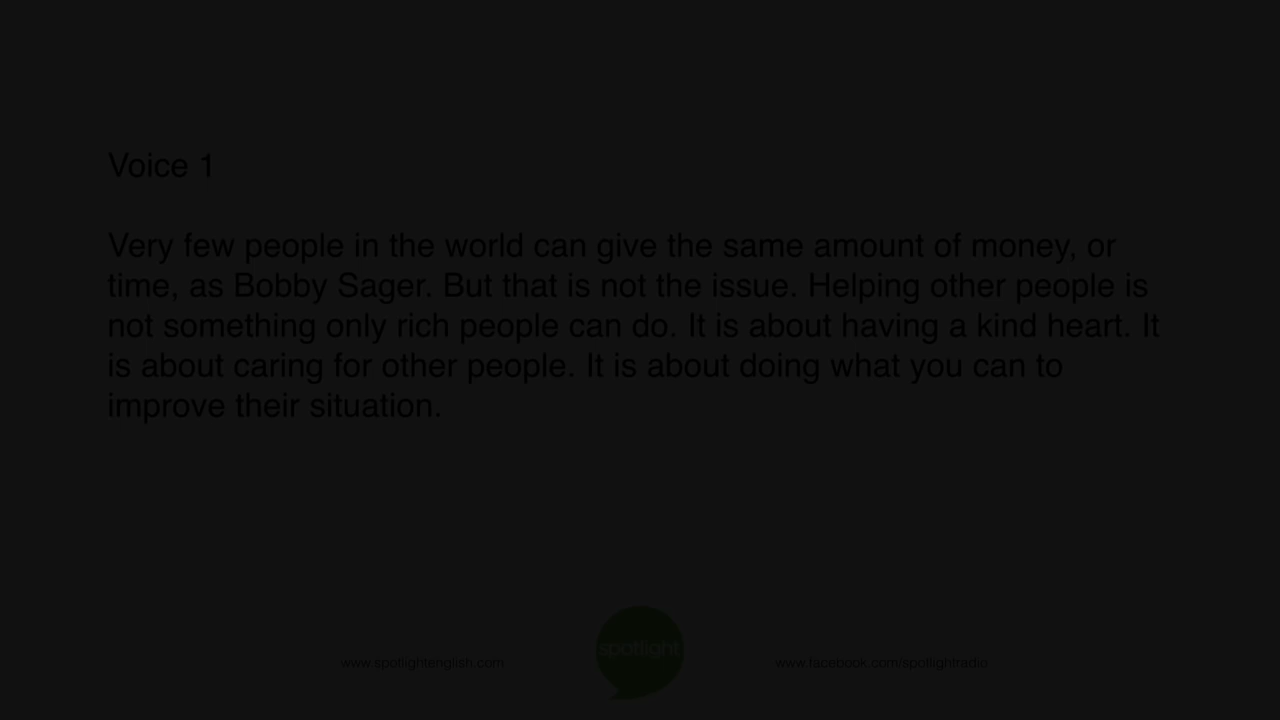 Voice 1
Very few people in the world can give the same amount of money, or
time, as Bobby Sager. But that is not the issue. Helping other people is
not something only rich people can do. It is about having a kind heart. It
is about caring for other people. It is about doing what you can to
improve their situation.
spotlight
www.spotlightenglish.com
www.facebook.com/spotlightradio